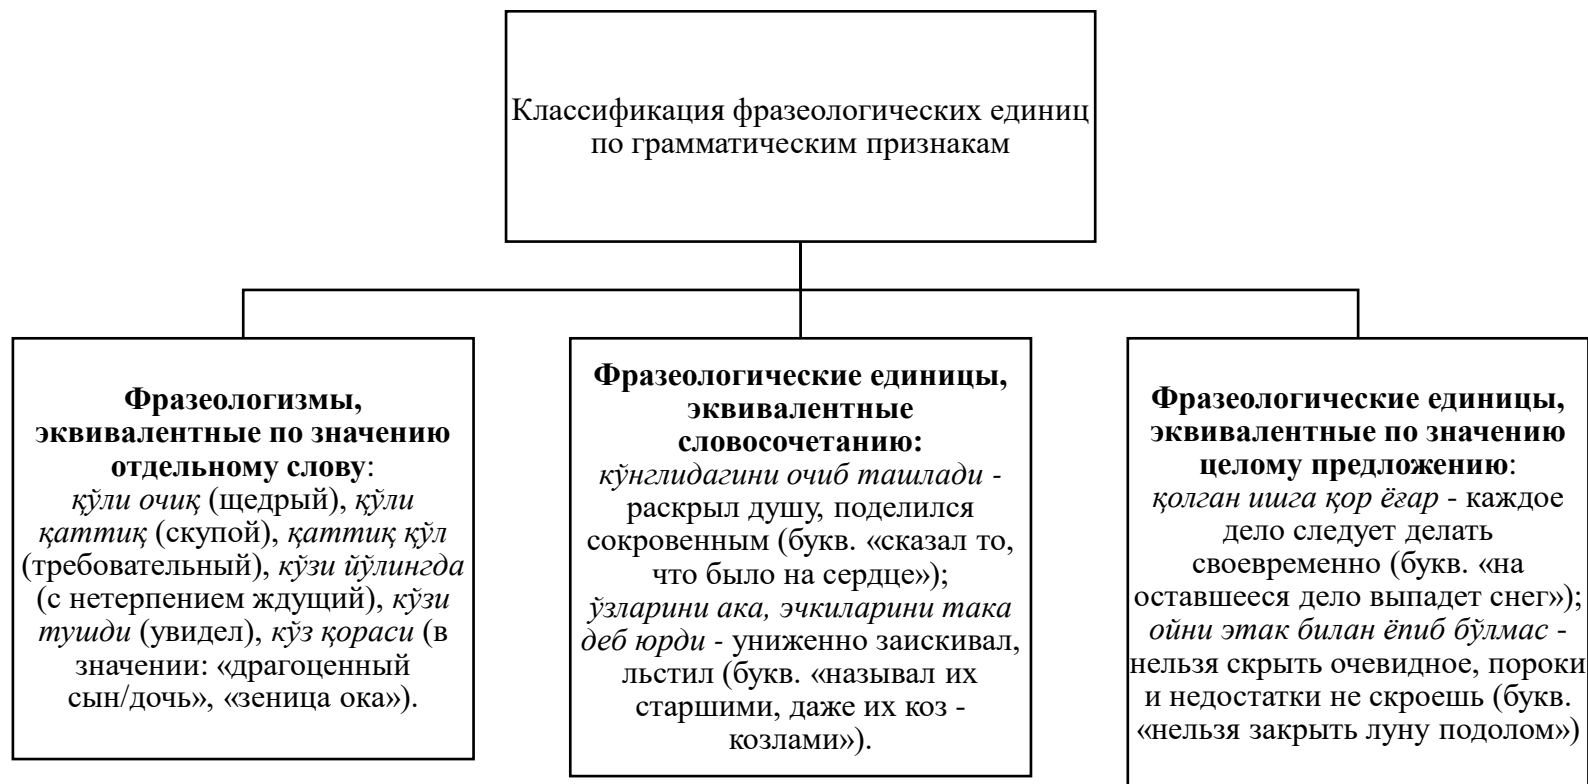 Классификация фразеологических единиц
по грамматическим признакам
Фразеологизмы,
эквивалентные по значению
отдельному слову:
қўли очиқ (щедрый), қўли
қаттиқ (скупой), қаттиқ қўл
(требовательный), кўзи йўлингда
(с нетерпением ждущий), кўзи
тушди (увидел), кўз қораси (в
значении: «драгоценный
сын/дочь», «зеница ока»).
Фразеологические единицы,
эквивалентные
словосочетанию:
кўнглидагини очиб ташлади -
раскрыл душу, поделился
сокровенным (букв. «сказал то,
что было на сердце»);
ўзларини ака, эчкиларини така
деб юрди - униженно заискивал,
льстил (букв. «называл их
старшими, даже их коз -
козлами»).
Фразеологические единицы,
эквивалентные по значению
целому предложению:
қолган ишга қор ёғар - каждое
дело следует делать
своевременно (букв. «на
оставшееся дело выпадет снег»);
ойни этак билан ёпиб бўлмас -
нельзя скрыть очевидное, пороки
и недостатки не скроешь (букв.
«нельзя закрыть луну подолом»)